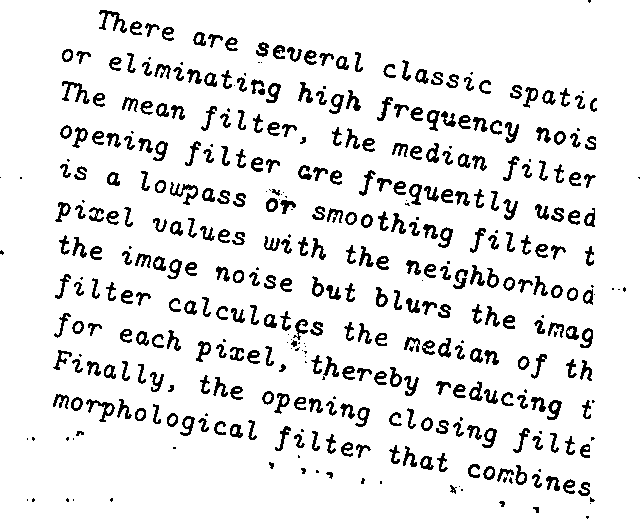 There are several classic spatic
or eliminating high frequency nois
The mean filter, the median filter
opening filter are frequently used
is a lowpass or smoothing filter t
pixel values with the neighborhood
the image noise but blurs the imag
filter calculates the median of th
for each pixel, thereby reducing t
Finally, the opening closing filte
morphological filter that combines